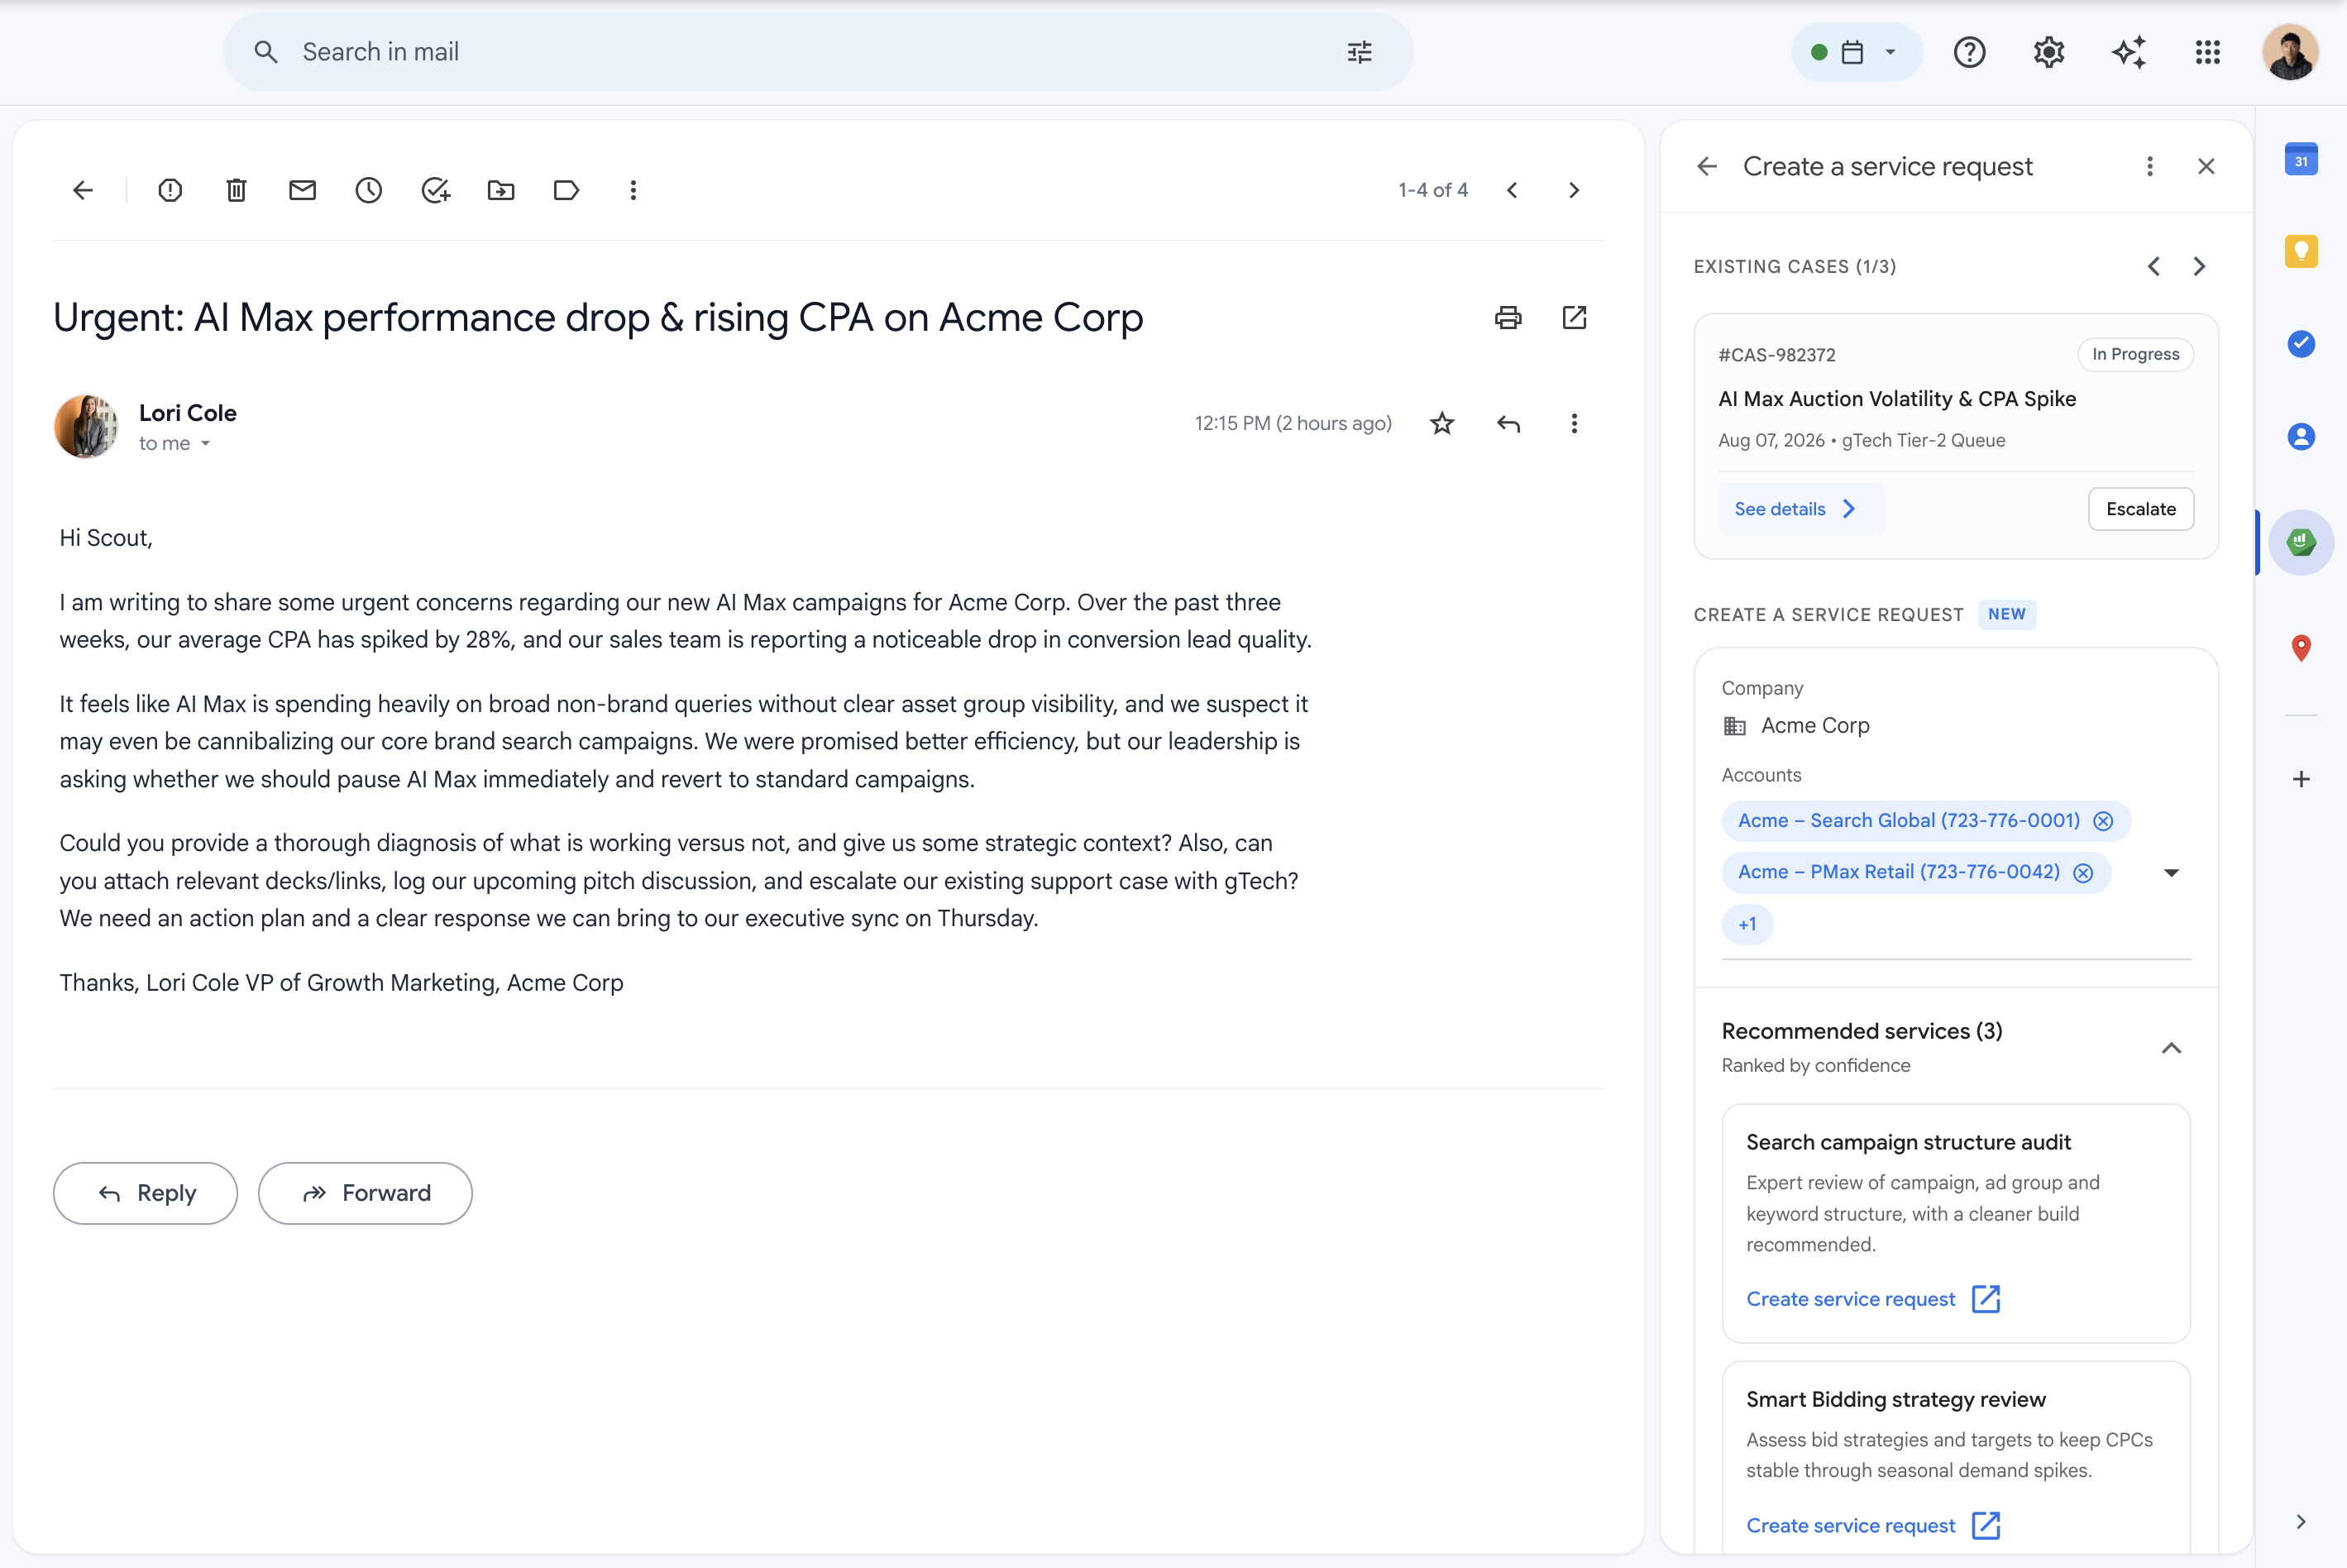 Search in mail
1-4 of 4
Urgent: AI Max performance drop & rising CPA on Acme Corp
Lori Cole
to me
12:15 PM (2 hours ago)
Hi Scout,
I am writing to share some urgent concerns regarding our new AI Max campaigns for Acme Corp. Over the past three
weeks, our average CPA has spiked by 28%, and our sales team is reporting a noticeable drop in conversion lead quality.
It feels like AI Max is spending heavily on broad non-brand queries without clear asset group visibility, and we suspect it
may even be cannibalizing our core brand search campaigns. We were promised better efficiency, but our leadership is
asking whether we should pause AI Max immediately and revert to standard campaigns.
Could you provide a thorough diagnosis of what is working versus not, and give us some strategic context? Also, can
you attach relevant decks/links, log our upcoming pitch discussion, and escalate our existing support case with gTech?
We need an action plan and a clear response we can bring to our executive sync on Thursday.
Thanks, Lori Cole VP of Growth Marketing, Acme Corp
Reply
Forward
Create a service request
EXISTING CASES (1/3)
#CAS-982372
In Progress
AI Max Auction Volatility & CPA Spike
Aug 07, 2026 • gTech Tier-2 Queue
See details
Escalate
CREATE A SERVICE REQUEST NEW
Company
Acme Corp
Accounts
Acme – Search Global (723-776-0001)
Acme – PMax Retail (723-776-0042)
+1
Recommended services (3)
Ranked by confidence
Search campaign structure audit
Expert review of campaign, ad group and
keyword structure, with a cleaner build
recommended.
Create service request
Smart Bidding strategy review
Assess bid strategies and targets to keep CPCs
stable through seasonal demand spikes.
Create service request
31